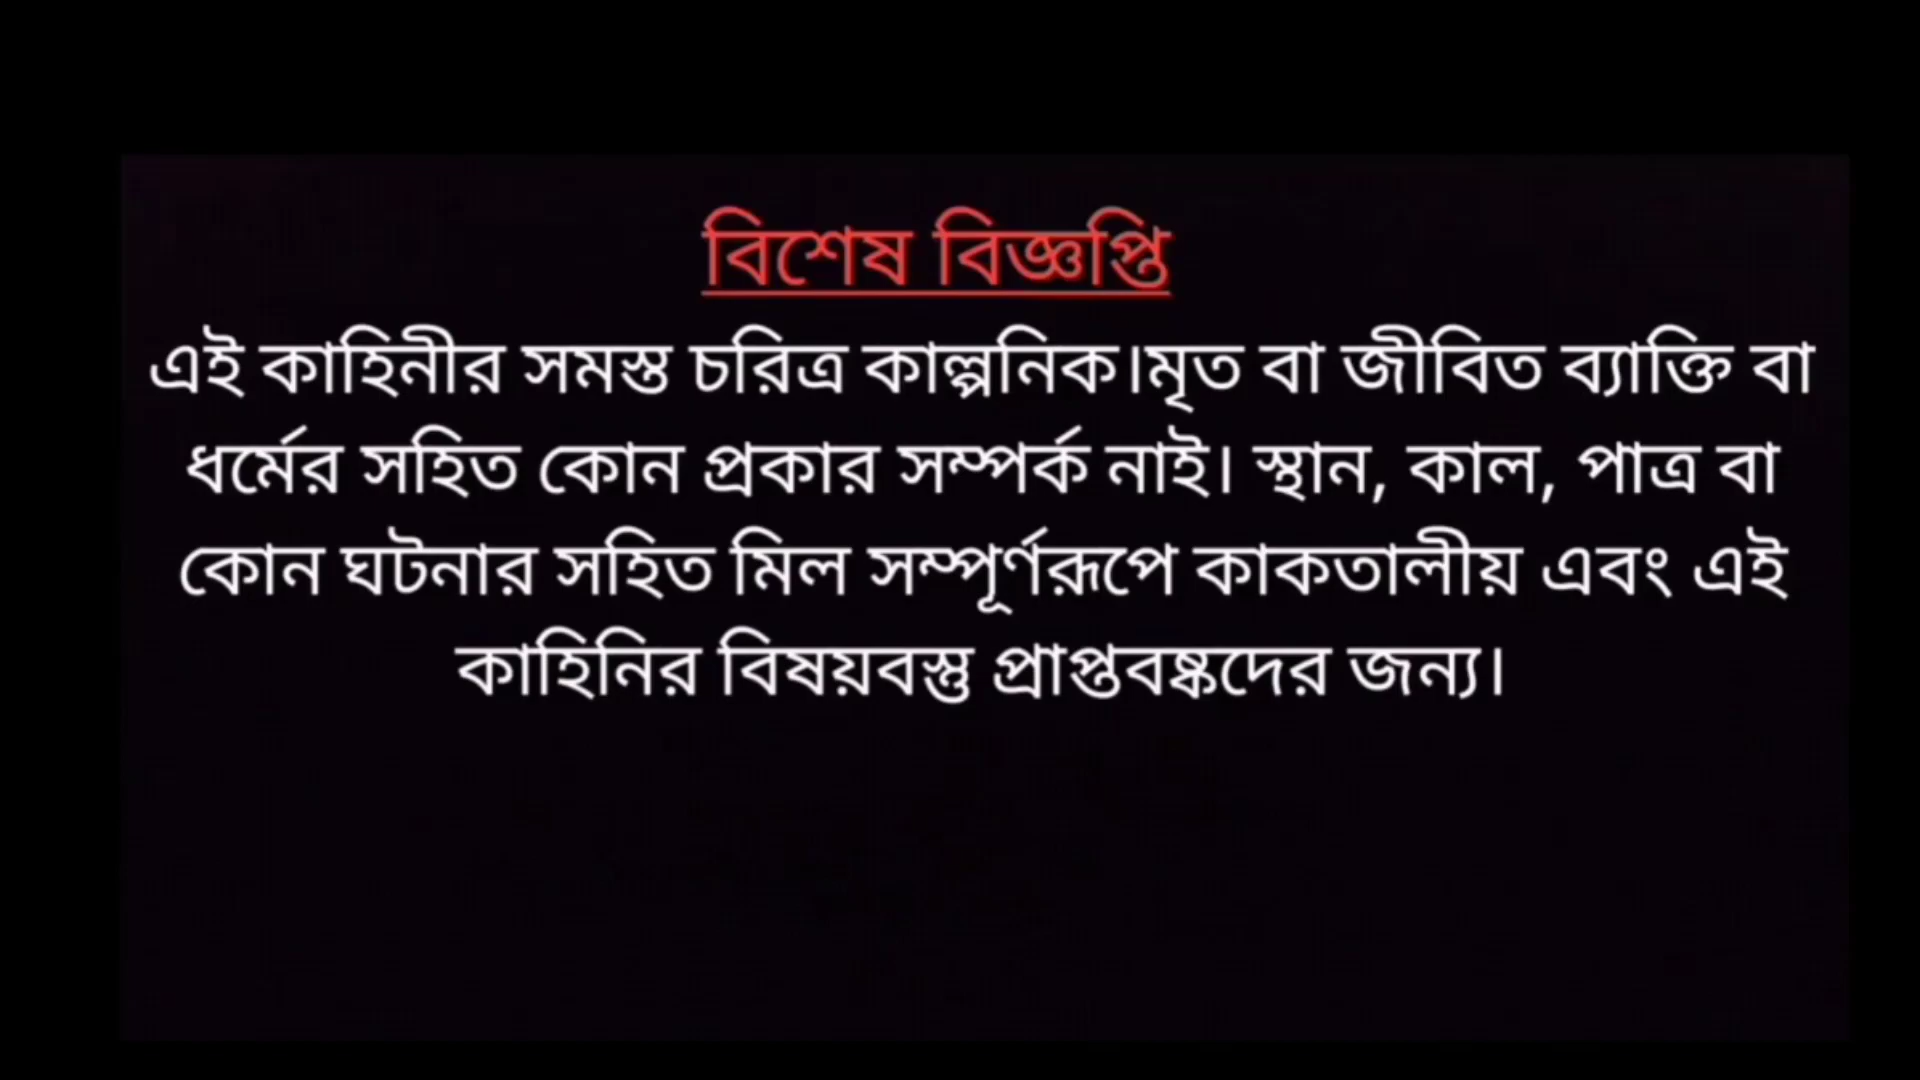 বিশেষ বিজ্ঞপ্তি
এই কাহিনীর সমস্ত চরিত্র কাল্পনিক।মৃত বা জীবিত ব্যাক্তি বা
ধর্মের সহিত কোন প্রকার সম্পর্ক নাই। স্থান, কাল, পাত্র বা
কোন ঘটনার সহিত মিল সম্পূর্ণরূপে কাকতালীয় এবং এই
কাহিনির বিষয়বস্তু প্রাপ্তবষ্কদের জন্য।